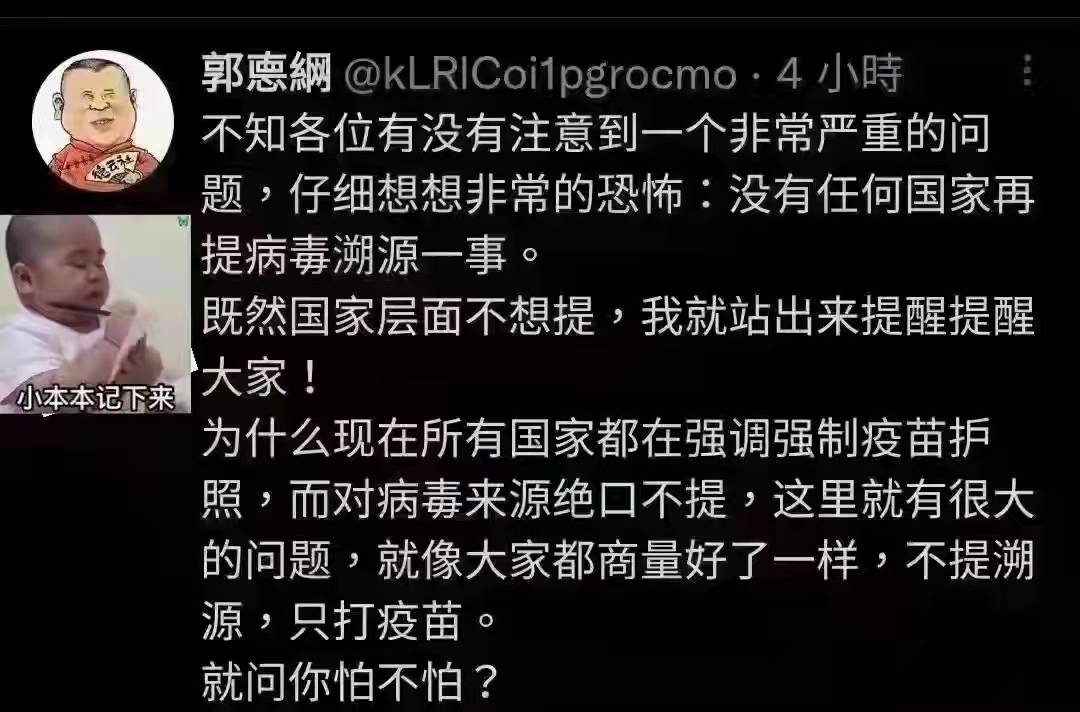 郭惪綱 @kLRlCoi1pgrocmo · 4 小時
不知各位有没有注意到一个非常严重的问
题，仔细想想非常的恐怖：没有任何国家再
提病毒溯源一事。
既然国家层面不想提，我就站出来提醒提醒
大家！
为什么现在所有国家都在强调强制疫苗护
照，而对病毒来源绝口不提，这里就有很大
的问题，就像大家都商量好了一样，不提溯
源，只打疫苗。
就问你怕不怕？
德云社
小本本记下来